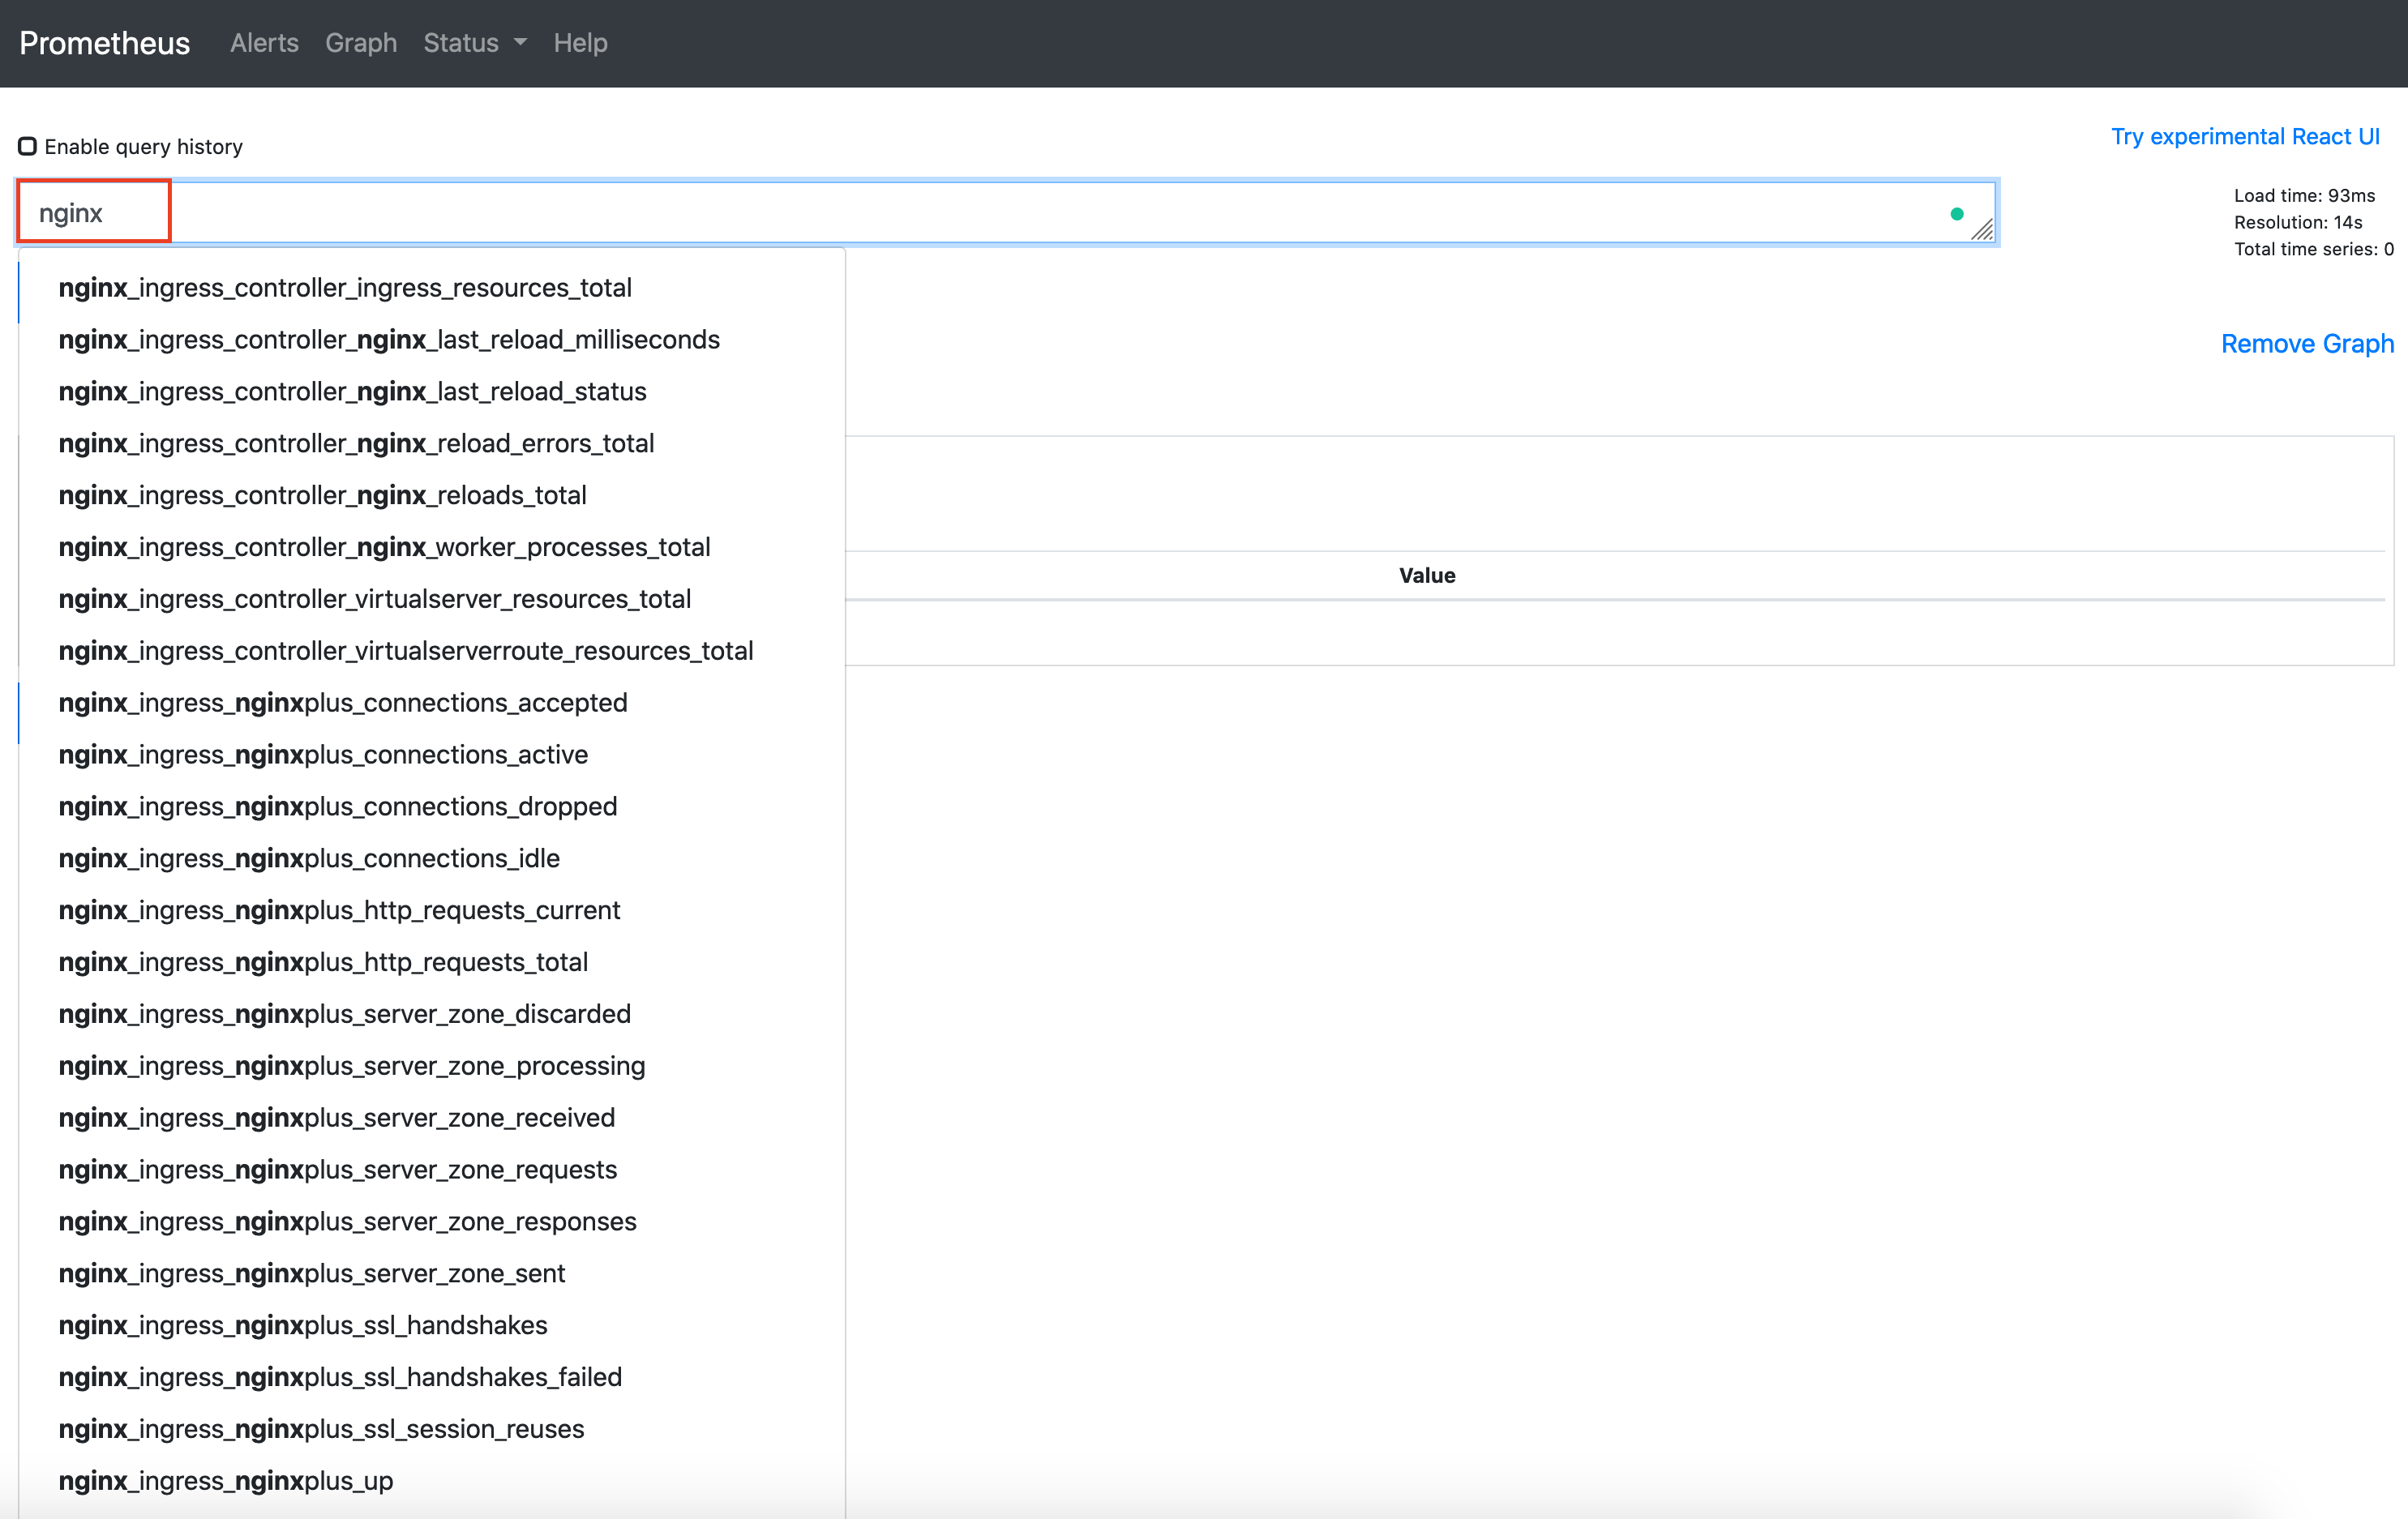 Prometheus Alerts Graph Status Help
Enable query history
Try experimental React UI
nginx
Load time: 93ms
Resolution: 14s
Total time series: 0
nginx_ingress_controller_ingress_resources_total
nginx_ingress_controller_nginx_last_reload_milliseconds
Remove Graph
nginx_ingress_controller_nginx_last_reload_status
nginx_ingress_controller_nginx_reload_errors_total
nginx_ingress_controller_nginx_reloads_total
nginx_ingress_controller_nginx_worker_processes_total
Value
nginx_ingress_controller_virtualserver_resources_total
nginx_ingress_controller_virtualserverroute_resources_total
nginx_ingress_nginxplus_connections_accepted
nginx_ingress_nginxplus_connections_active
nginx_ingress_nginxplus_connections_dropped
nginx_ingress_nginxplus_connections_idle
nginx_ingress_nginxplus_http_requests_current
nginx_ingress_nginxplus_http_requests_total
nginx_ingress_nginxplus_server_zone_discarded
nginx_ingress_nginxplus_server_zone_processing
nginx_ingress_nginxplus_server_zone_received
nginx_ingress_nginxplus_server_zone_requests
nginx_ingress_nginxplus_server_zone_responses
nginx_ingress_nginxplus_server_zone_sent
nginx_ingress_nginxplus_ssl_handshakes
nginx_ingress_nginxplus_ssl_handshakes_failed
nginx_ingress_nginxplus_ssl_session_reuses
nginx_ingress_nginxplus_up